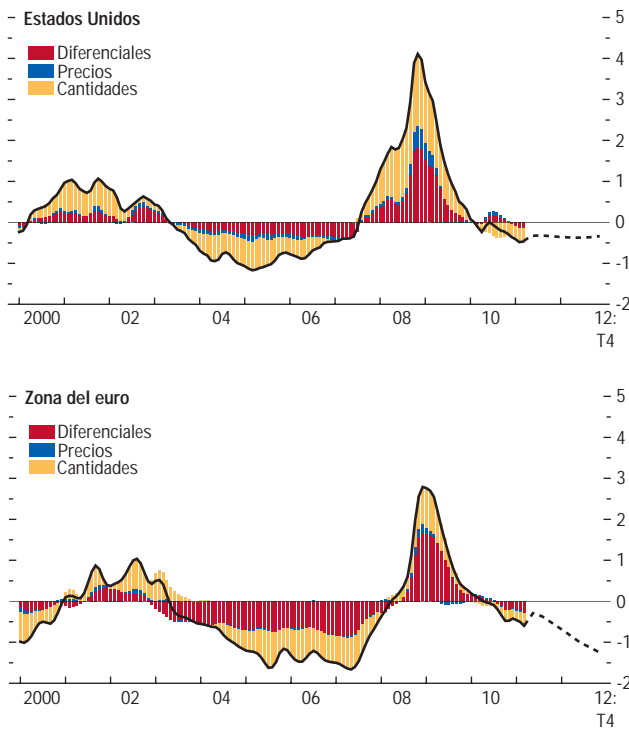 Estados Unidos
Diferenciales
Precios
Cantidades
5
4
3
2
1
0
-1
-2
2000 02 04 06 08 10 12:
T4
Zona del euro
Diferenciales
Precios
Cantidades
5
4
3
2
1
0
-1
-2
2000 02 04 06 08 10 12:
T4